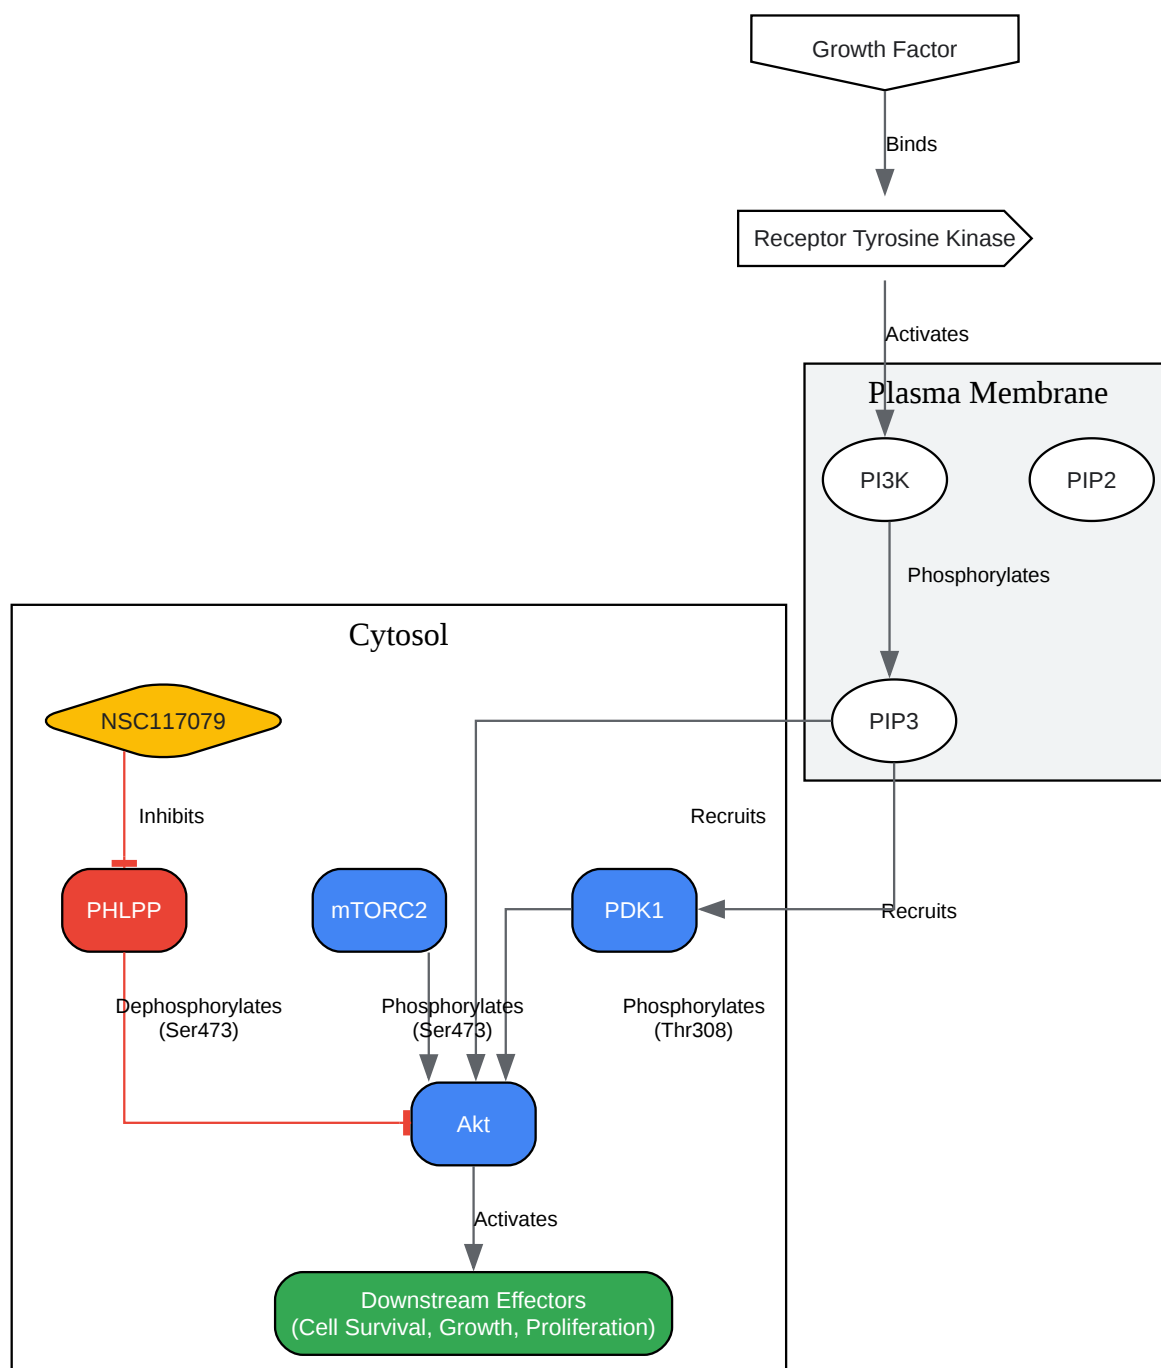 Growth Factor
Binds
Receptor Tyrosine Kinase
Activates
Plasma Membrane
PI3K
PIP2
Phosphorylates
Cytosol
NSC117079
PIP3
Inhibits
Recruits
PHLPP
mTORC2
PDK1
Recruits
Dephosphorylates
(Ser473)
Phosphorylates
(Ser473)
Phosphorylates
(Thr308)
Akt
Activates
Downstream Effectors
(Cell Survival, Growth, Proliferation)